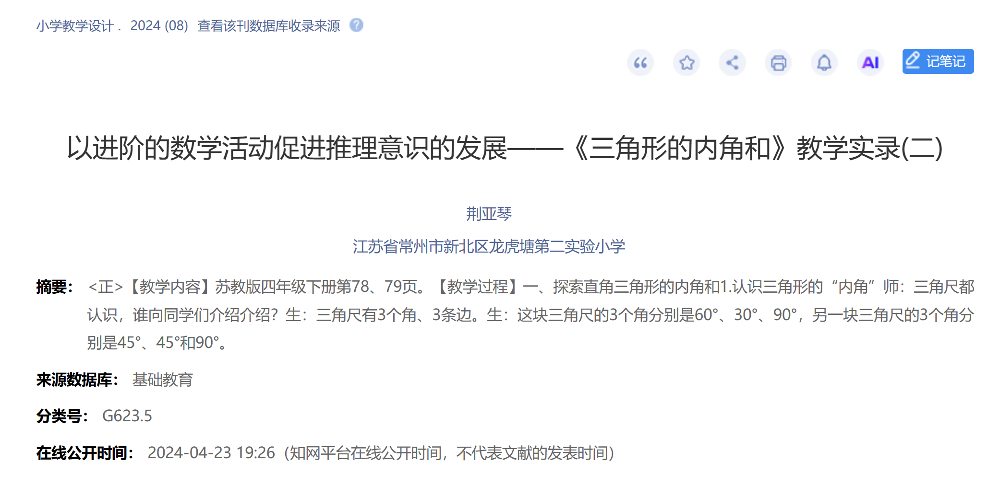 小学教学设计 . 2024 (08) 查看该刊数据库收录来源 ?
AI 记笔记
以进阶的数学活动促进推理意识的发展——《三角形的内角和》教学实录(二)
荆亚琴
江苏省常州市新北区龙虎塘第二实验小学
摘要： <正>【教学内容】苏教版四年级下册第78、79页。【教学过程】一、探索直角三角形的内角和1.认识三角形的“内角”师：三角尺都
认识，谁向同学们介绍介绍？生：三角尺有3个角、3条边。生：这块三角尺的3个角分别是60°、30°、90°，另一块三角尺的3个角分
别是45°、45°和90°。
来源数据库： 基础教育
分类号： G623.5
在线公开时间： 2024-04-23 19:26（知网平台在线公开时间，不代表文献的发表时间）